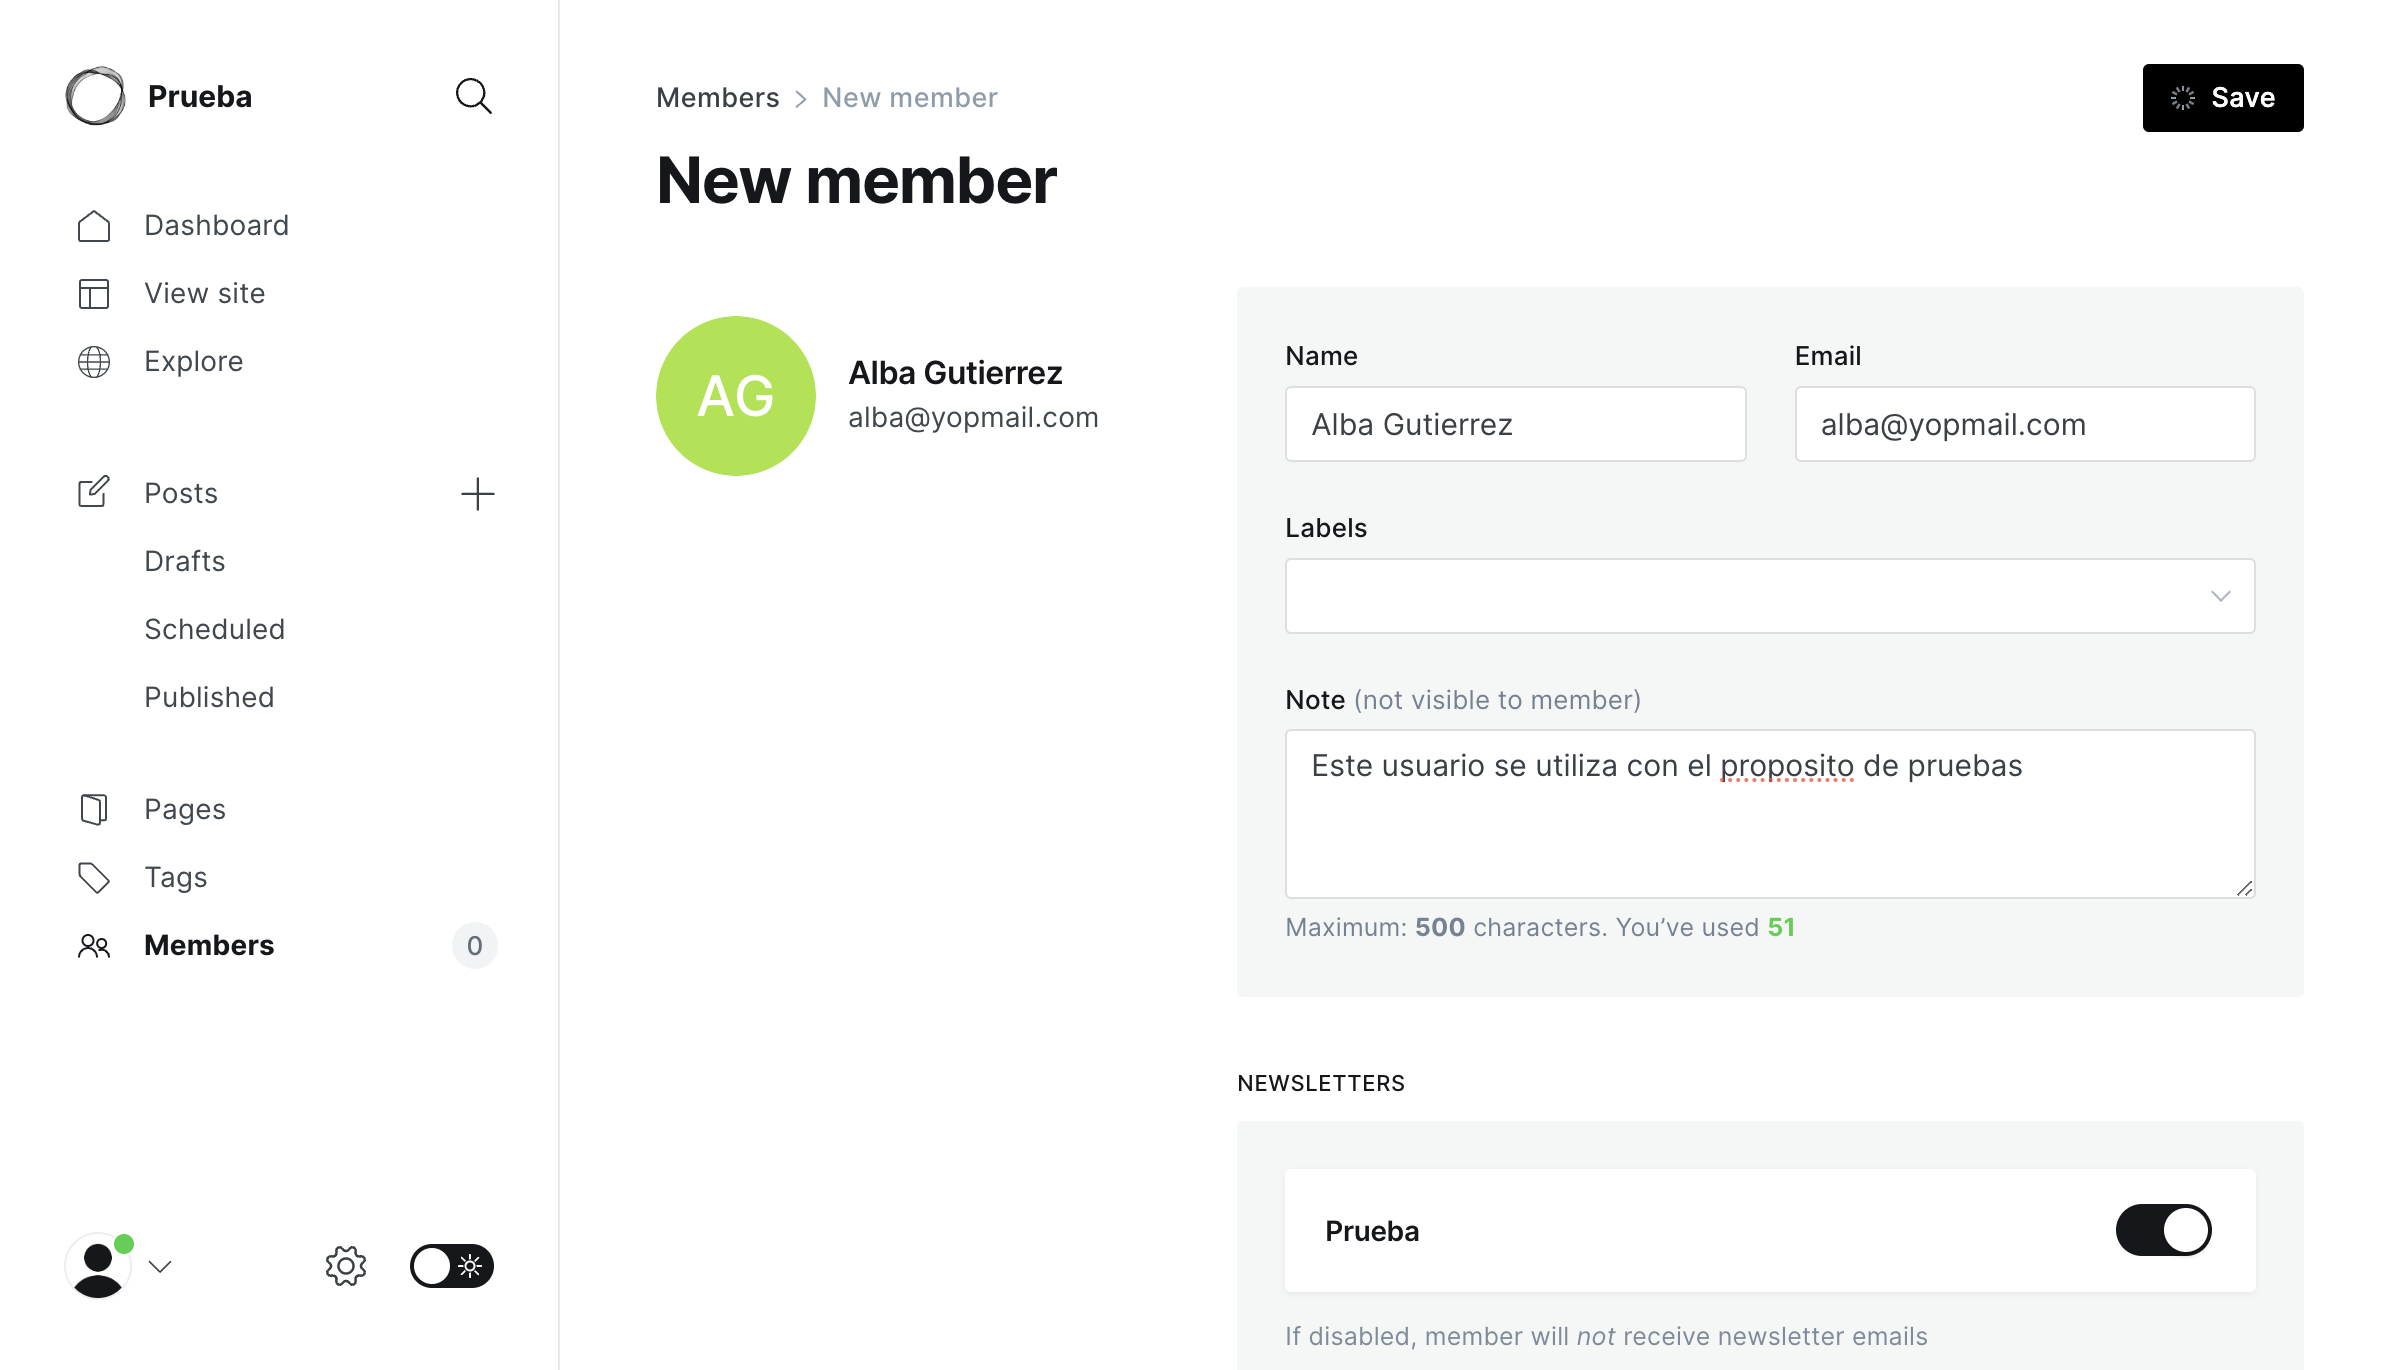 Prueba
Dashboard
View site
Explore
Posts
Drafts
Scheduled
Published
Pages
Tags
Members
0
Members > New member
Save
New member
AG
Alba Gutierrez
alba@yopmail.com
Name
Alba Gutierrez
Email
alba@yopmail.com
Labels
Note (not visible to member)
Este usuario se utiliza con el proposito de pruebas
Maximum: 500 characters. You’ve used 51
NEWSLETTERS
Prueba
If disabled, member will not receive newsletter emails